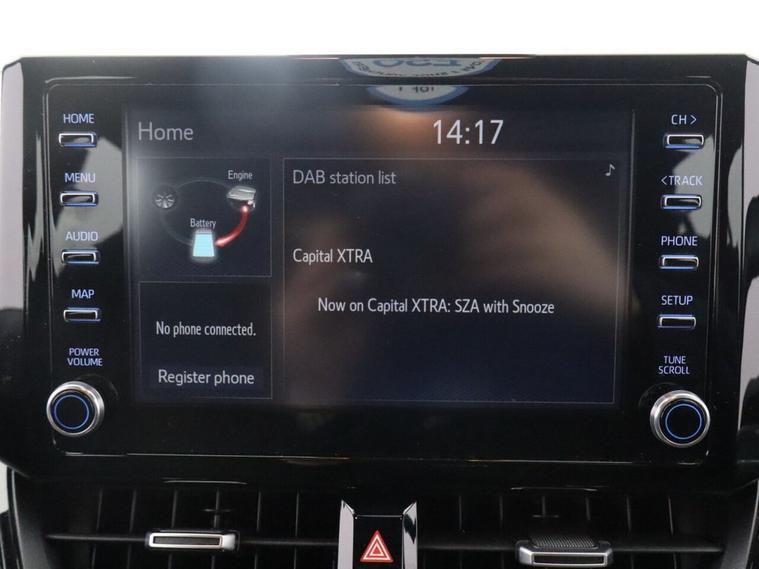 HOME
MENU
AUDIO
MAP
POWER
VOLUME
Home
14:17
Engine
Battery
No phone connected.
Register phone
DAB station list
Capital XTRA
Now on Capital XTRA: SZA with Snooze
CH >
<TRACK
PHONE
SETUP
TUNE
SCROLL